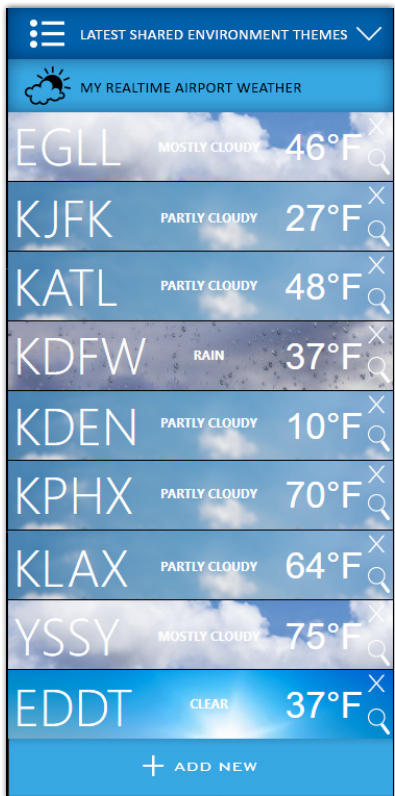 LATEST SHARED ENVIRONMENT THEMES
MY REALTIME AIRPORT WEATHER
EGLL MOSTLY CLOUDY 46°F X
KJFK PARTLY CLOUDY 27°F X
KATL PARTLY CLOUDY 48°F X
KDFW RAIN 37°F X
KDEN PARTLY CLOUDY 10°F X
KPHX PARTLY CLOUDY 70°F X
KLAX PARTLY CLOUDY 64°F X
YSSY MOSTLY CLOUDY 75°F X
EDDT CLEAR 37°F X
+ ADD NEW